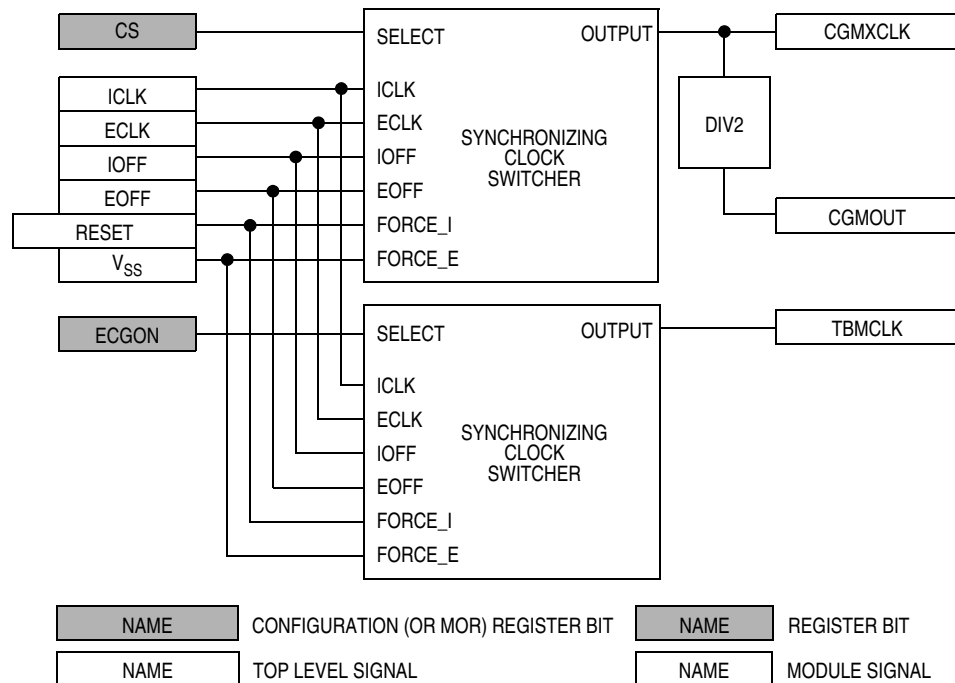 CS
SELECT
OUTPUT
CGMXCLK
ICLK
ICLK
ECLK
ECLK
IOFF
IOFF
EOFF
EOFF
RESET
FORCE_I
VSS
FORCE_E
SYNCHRONIZING
CLOCK
SWITCHER
DIV2
CGMOUT
ECGON
SELECT
OUTPUT
TBMCLK
ICLK
ECLK
IOFF
EOFF
FORCE_I
FORCE_E
SYNCHRONIZING
CLOCK
SWITCHER
NAME CONFIGURATION (OR MOR) REGISTER BIT
NAME REGISTER BIT
NAME TOP LEVEL SIGNAL
NAME MODULE SIGNAL